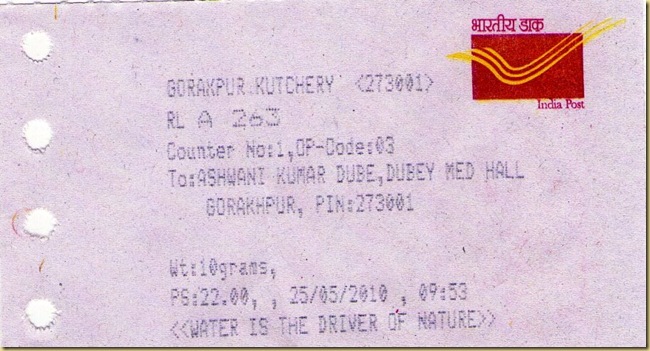 भारतीय डाक
India Post
GORAKPUR KUTCHERY <273001>
RL A 263
Counter No:1,OP-Code:03
To:ASHWANI KUMAR DUBE,DUBEY MED HALL
GORAKHPUR, PIN:273001
Wt:10grams,
PS:22.00, , 25/05/2010 , 09:53
<<WATER IS THE DRIVER OF NATURE>>